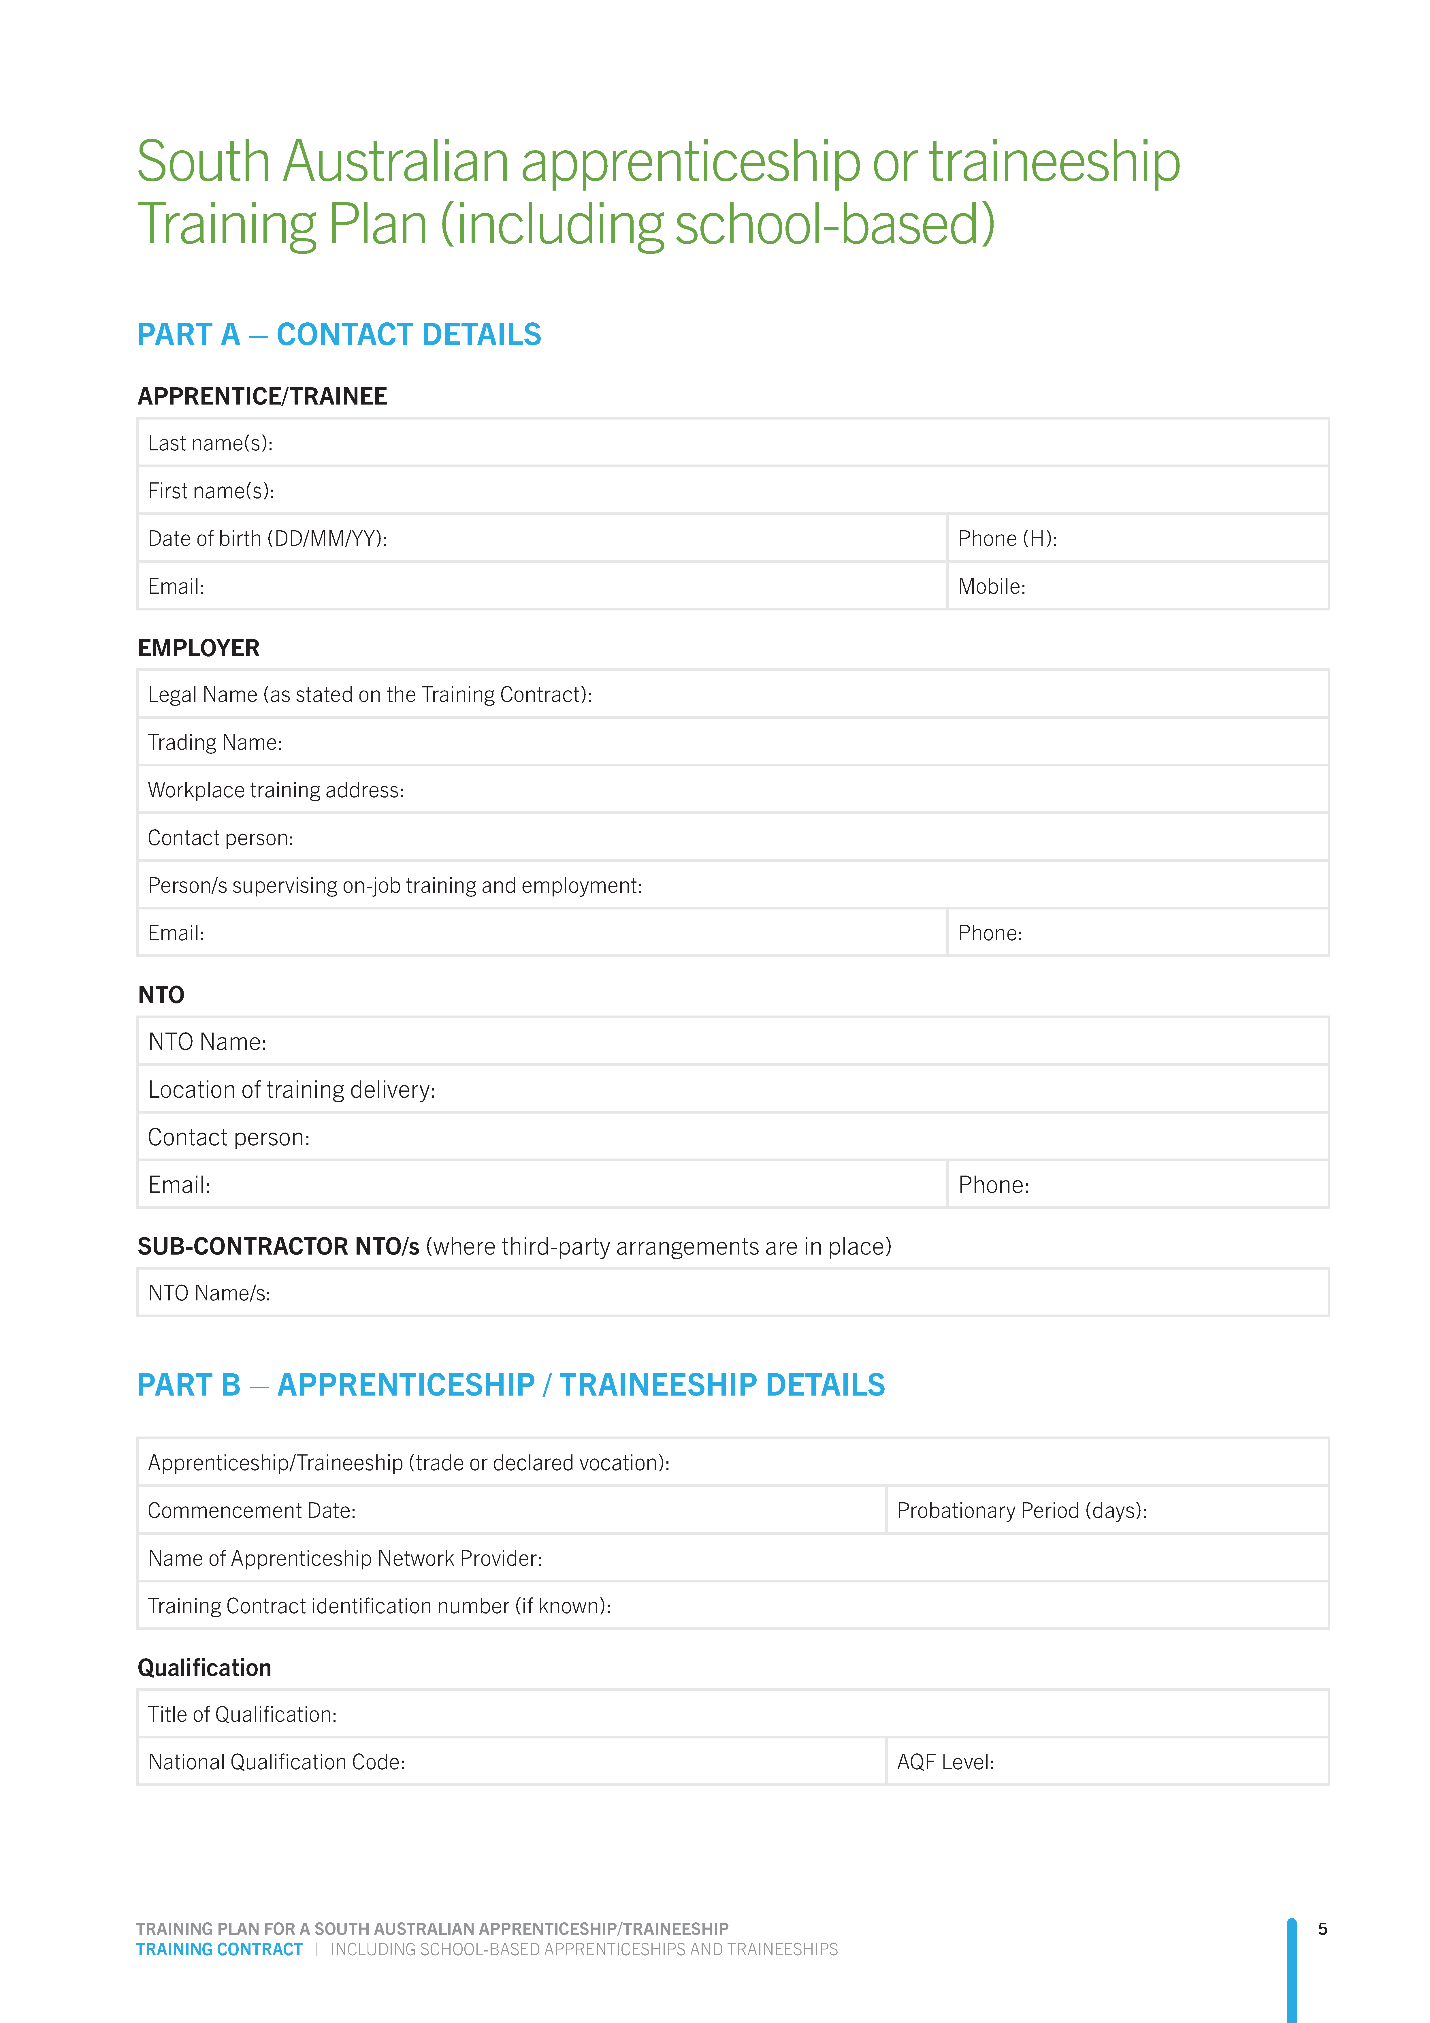 South Australian apprenticeship or traineeship
Training Plan (including school-based)
PART A – CONTACT DETAILS
APPRENTICE/TRAINEE
Last name(s):
First name(s):
Date of birth (DD/MM/YY): Phone (H):
Email: Mobile:
EMPLOYER
Legal Name (as stated on the Training Contract):
Trading Name:
Workplace training address:
Contact person:
Person/s supervising on-job training and employment:
Email: Phone:
NTO
NTO Name:
Location of training delivery:
Contact person:
Email: Phone:
SUB-CONTRACTOR NTO/s (where third-party arrangements are in place)
NTO Name/s:
PART B – APPRENTICESHIP / TRAINEESHIP DETAILS
Apprenticeship/Traineeship (trade or declared vocation):
Commencement Date: Probationary Period (days):
Name of Apprenticeship Network Provider:
Training Contract identification number (if known):
Qualification
Title of Qualification:
National Qualification Code: AQF Level:
TRAINING PLAN FOR A SOUTH AUSTRALIAN APPRENTICESHIP/TRAINEESHIP 5
TRAINING CONTRACT | INCLUDING SCHOOL-BASED APPRENTICESHIPS AND TRAINEESHIPS